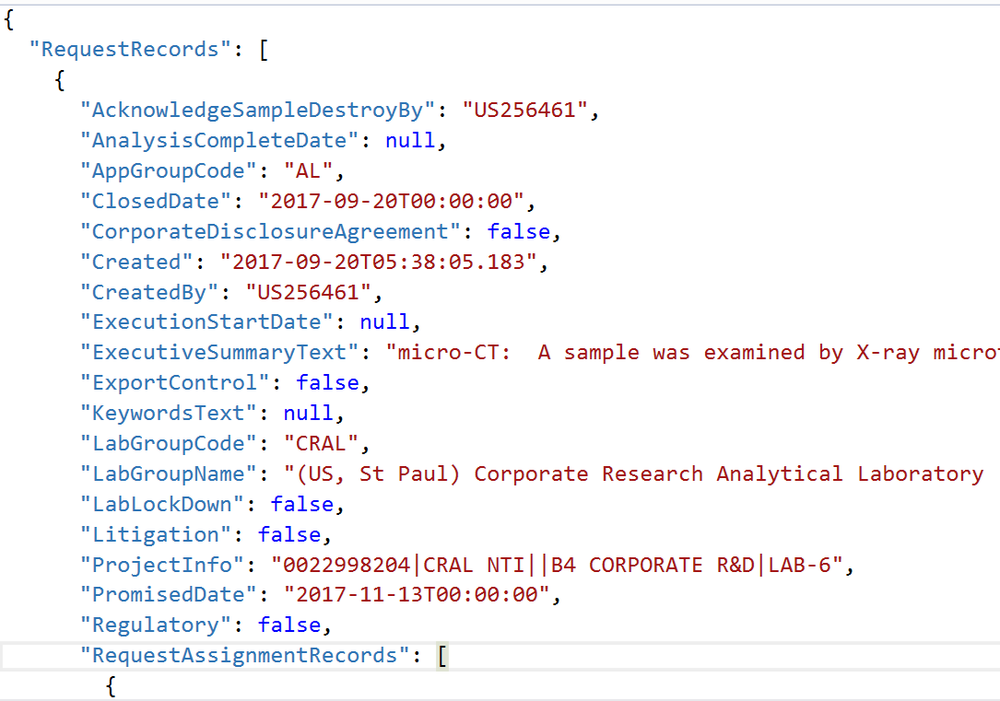 {
  "RequestRecords": [
    {
      "AcknowledgeSampleDestroyBy": "US256461",
      "AnalysisCompleteDate": null,
      "AppGroupCode": "AL",
      "ClosedDate": "2017-09-20T00:00:00",
      "CorporateDisclosureAgreement": false,
      "Created": "2017-09-20T05:38:05.183",
      "CreatedBy": "US256461",
      "ExecutionStartDate": null,
      "ExecutiveSummaryText": "micro-CT:  A sample was examined by X-ray
      "ExportControl": false,
      "KeywordsText": null,
      "LabGroupCode": "CRAL",
      "LabGroupName": "(US, St Paul) Corporate Research Analytical Laboratory
      "LabLockDown": false,
      "Litigation": false,
      "ProjectInfo": "0022998204|CRAL NTI||B4 CORPORATE R&D|LAB-6",
      "PromisedDate": "2017-11-13T00:00:00",
      "Regulatory": false,
      "RequestAssignmentRecords": [
        {